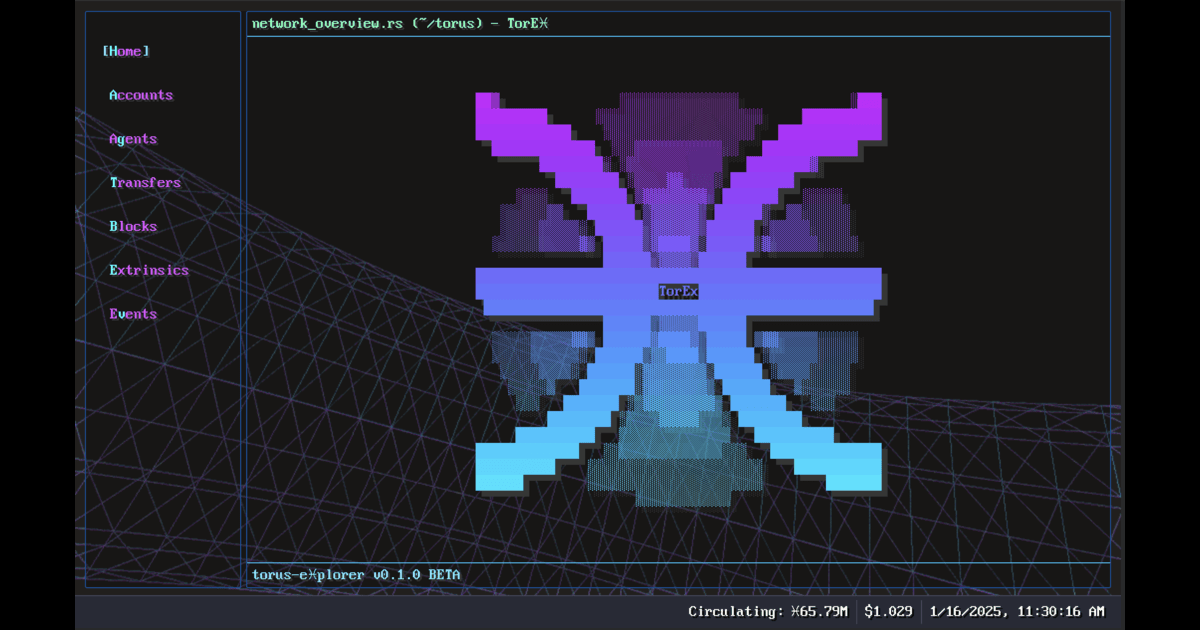 network_overview.rs (~/torus) - TorE♓
[Home]
Accounts
Agents
Transfers
Blocks
Extrinsics
Events
TorEx
torus-e♓plorer v0.1.0 BETA
Circulating: ♓65.79M $1.029 1/16/2025, 11:30:16 AM